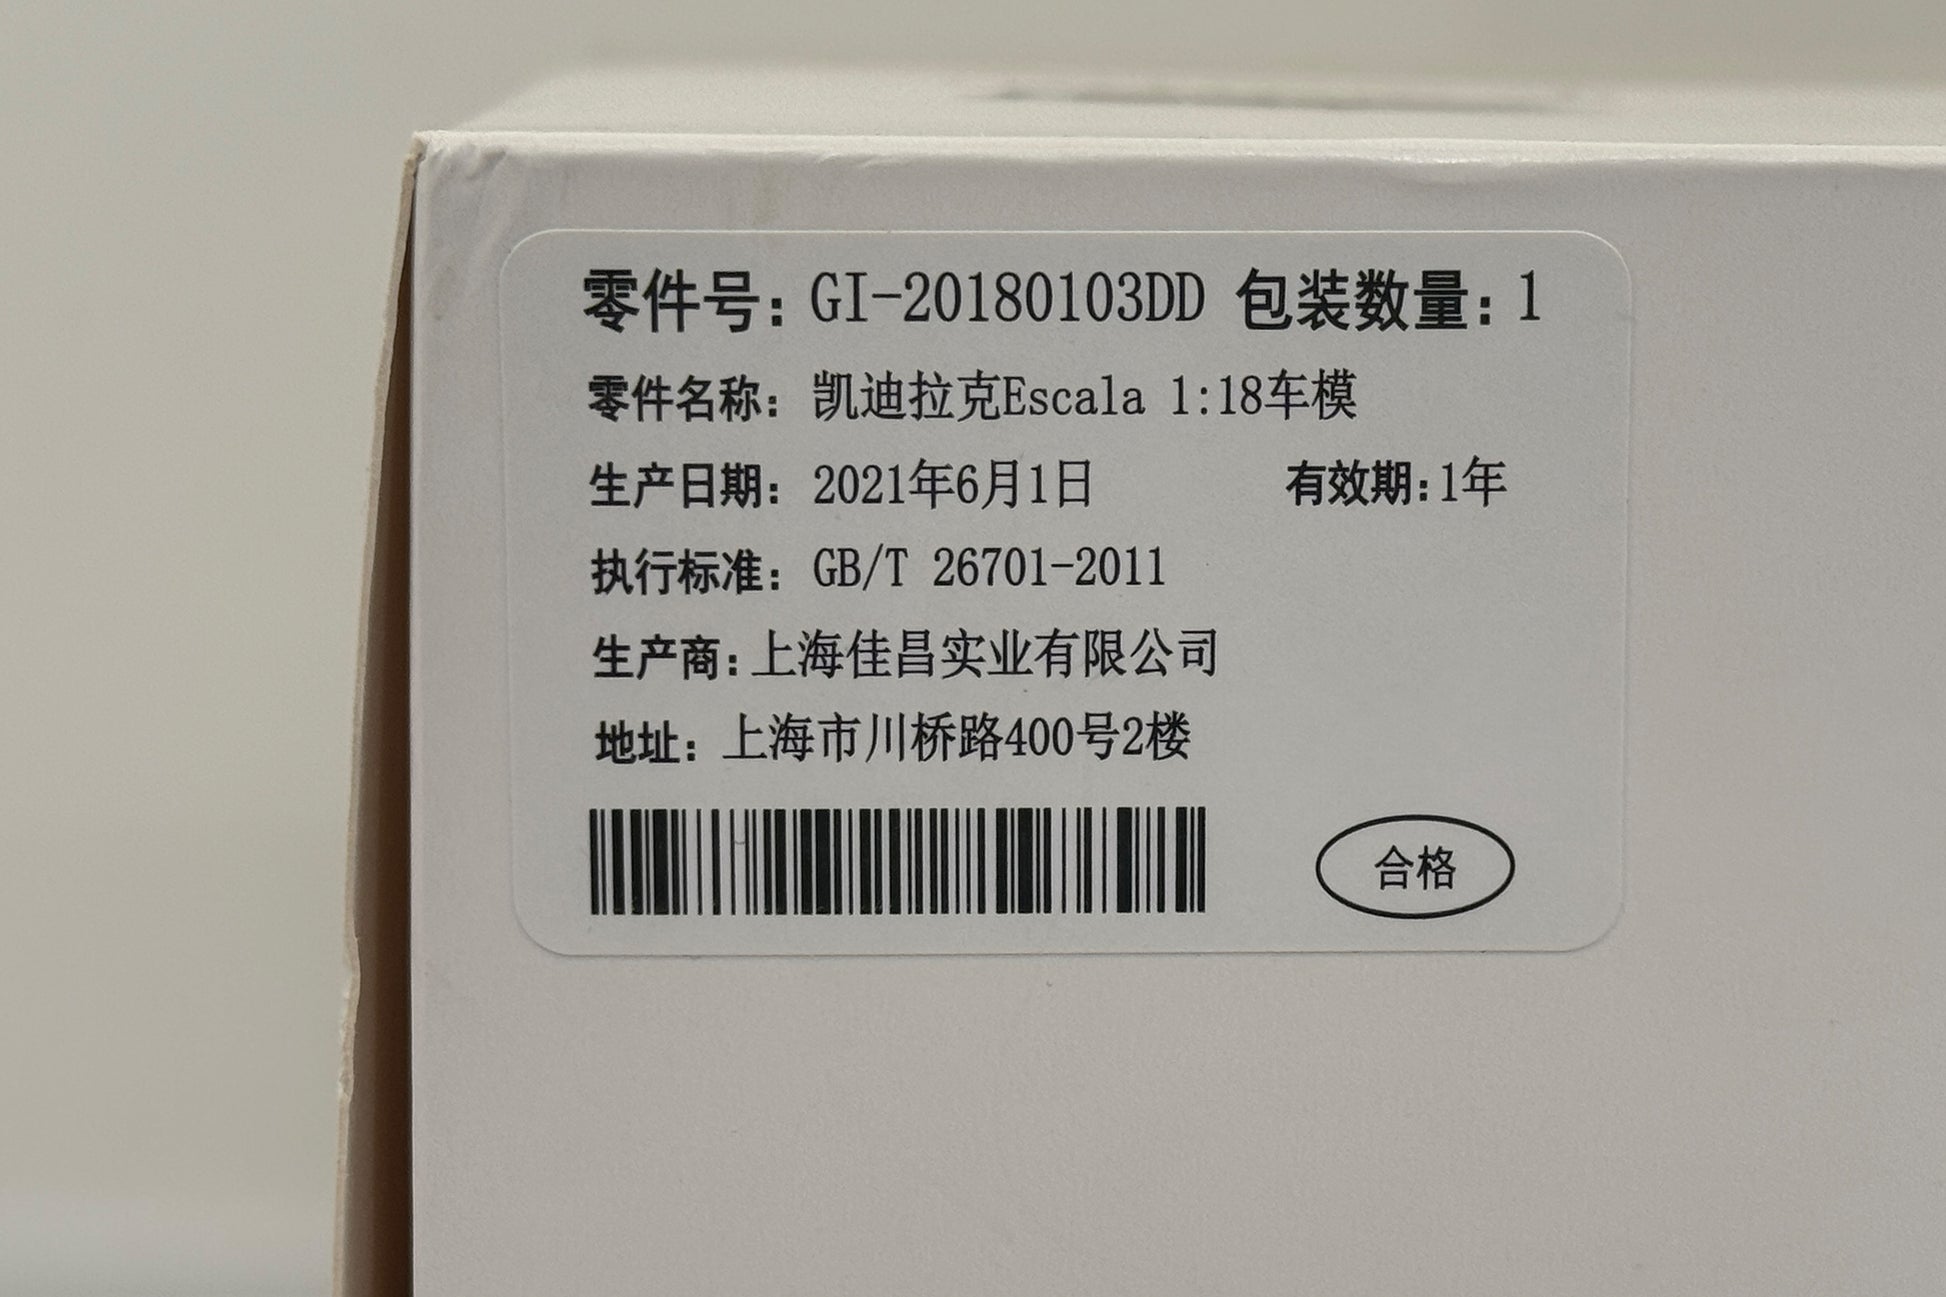 零件号: GI-20180103DD 包装数量: 1
零件名称: 凯迪拉克Escala 1:18车模
生产日期: 2021年6月1日 有效期: 1年
执行标准: GB/T 26701-2011
生产商: 上海佳昌实业有限公司
地址: 上海市川桥路400号2楼
合格